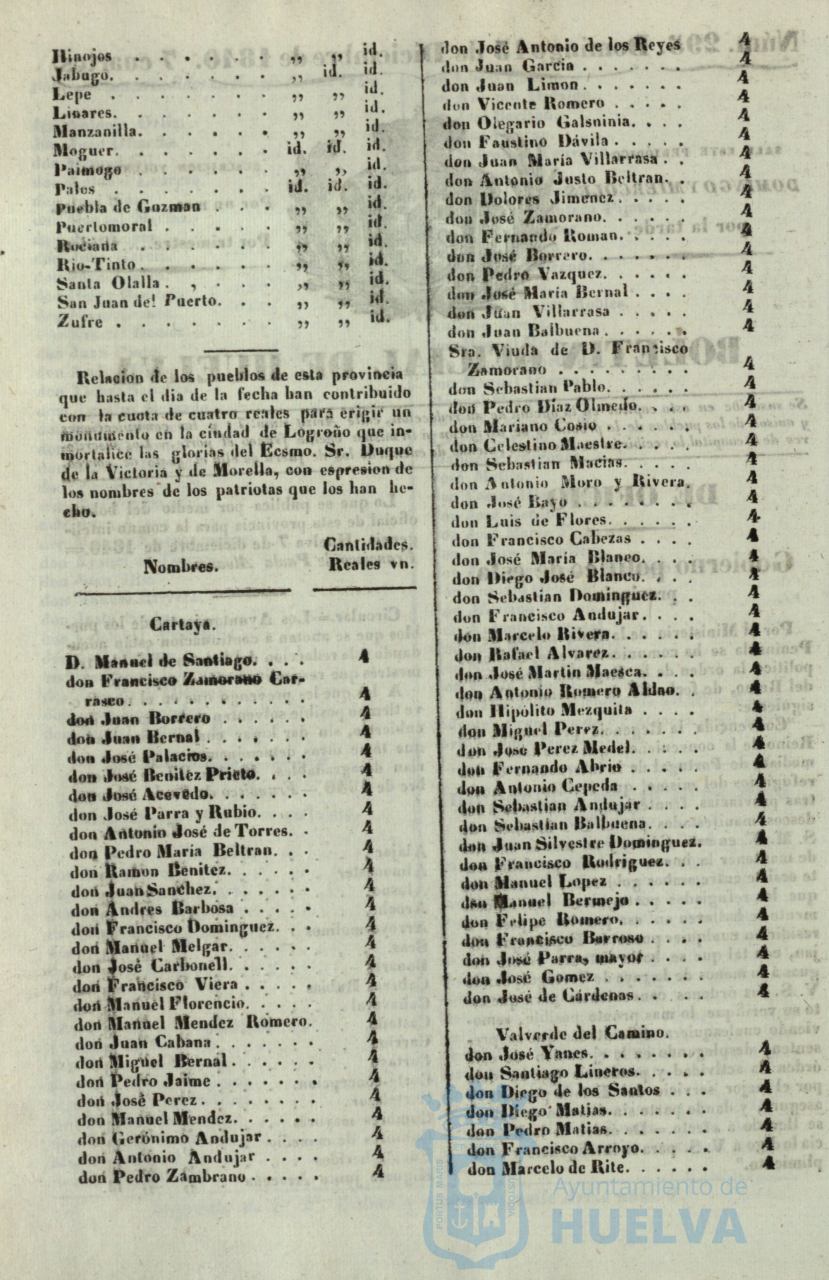 Hinojos . . . . . . ,, ,, id.
Jabugo. . . . . . . ,, id. id.
Lepe . . . . . . . ,, ,, id.
Linares. . . . . . . ,, ,, id.
Manzanilla. . . . . . ,, ,, id.
Moguer. . . . . . . id. id. id.
Paimogo . . . . . . ,, ,, id.
Palos . . . . . . . id. id. id.
Puebla de Guzman . . . ,, ,, id.
Puertomoral . . . . . ,, ,, id.
Rociana . . . . . . ,, ,, id.
Rio-Tinto . . . . . . ,, ,, id.
Santa Olalla . . . . . ,, ,, id.
San Juan del Puerto. . . ,, ,, id.
Zufre . . . . . . . ,, ,, id.
Relacion de los pueblos de esta provincia
que hasta el dia de la fecha han contribuido
con la cuota de cuatro reales para erigir un
monumento en la ciudad de Logroño que in-
mortalice las glorias del Ecsmo. Sr. Duque
de la Victoria y de Morella, con espresion de
los nombres de los patriotas que los han he-
cho.
Cantidades.
Nombres. Reales vn.
Cartaya.
D. Manuel de Santiago. . . . 4
don Francisco Zamorano Car-
rasco. . . . . . . . . . . 4
don Juan Borrero . . . . . . 4
don Juan Bernal . . . . . . . 4
don José Palacios. . . . . . . 4
don José Benitez Prieto. . . . 4
don José Acevedo. . . . . . . 4
don José Parra y Rubio. . . . 4
don Antonio José de Torres. . 4
don Pedro Maria Beltran. . . 4
don Ramon Benitez. . . . . . 4
don Juan Sanchez. . . . . . . 4
don Andres Barbosa . . . . . 4
don Francisco Dominguez. . . 4
don Manuel Melgar. . . . . . 4
don José Carbonell. . . . . . 4
don Francisco Viera . . . . . 4
don Manuel Florencio. . . . . 4
don Manuel Mendez Romero. 4
don Juan Cabana . . . . . . . 4
don Miguel Bernal. . . . . . 4
don Pedro Jaime . . . . . . . 4
don José Perez. . . . . . . . 4
don Manuel Mendez. . . . . . 4
don Gerónimo Andujar . . . . 4
don Antonio Andujar . . . . 4
don Pedro Zambrano . . . . . 4
don José Antonio de los Reyes 4
don Juan Garcia . . . . . . . 4
don Juan Limon . . . . . . . 4
don Vicente Romero . . . . . 4
don Olegario Galsninia. . . . 4
don Faustino Dávila . . . . . 4
don Juan María Villarrasa . . 4
don Antonio Justo Beltran. . 4
don Dolores Jimenez . . . . . 4
don José Zamorano. . . . . . 4
don Fernando Roman. . . . . 4
don José Borrero. . . . . . . 4
don Pedro Vazquez. . . . . . 4
don José Maria Bernal . . . . 4
don Juan Villarrasa . . . . . 4
don Juan Balbuena . . . . . . 4
Sra. Viuda de D. Francisco
Zamorano . . . . . . . . . 4
don Sebastian Pablo. . . . . . 4
don Pedro Diaz Olmedo. . . . 4
don Mariano Cosio . . . . . . 4
don Celestino Maestre. . . . . 4
don Sebastian Macias. . . . . 4
don Antonio Moro y Rivera. 4
don José Bayo . . . . . . . . 4
don Luis de Flores. . . . . . 4
don Francisco Cabezas . . . . 4
don José Maria Blanco. . . . 4
don Diego José Blanco. . . . 4
don Sebastian Dominguez. . . 4
don Francisco Andujar. . . . 4
don Marcelo Rivera. . . . . . 4
don Rafael Alvarez. . . . . . 4
don José Martin Maesca. . . . 4
don Antonio Romero Aldao. . 4
don Hipólito Mezquita . . . . 4
don Miguel Perez. . . . . . . 4
don José Perez Medel. . . . . 4
don Fernando Abrio . . . . . 4
don Antonio Cepeda . . . . . 4
don Sebastian Andujar . . . . 4
don Sebastian Balbuena. . . . 4
don Juan Silvestre Dominguez. 4
don Francisco Rodriguez. . . 4
don Manuel Lopez . . . . . . 4
don Manuel Bermejo . . . . . 4
don Felipe Romero. . . . . . 4
don Francisco Barroso . . . . 4
don José Parra, mayor . . . . 4
don José Gomez . . . . . . . 4
don José de Cárdenas. . . . . 4
Valverde del Camino.
don José Yanes. . . . . . . . 4
don Santiago Lineros. . . . . 4
don Diego de los Santos . . . 4
don Diego Matias. . . . . . . 4
don Pedro Matias. . . . . . . 4
don Francisco Arroyo. . . . . 4
don Marcelo de Rite. . . . . . 4
Ayuntamiento de
HUELVA